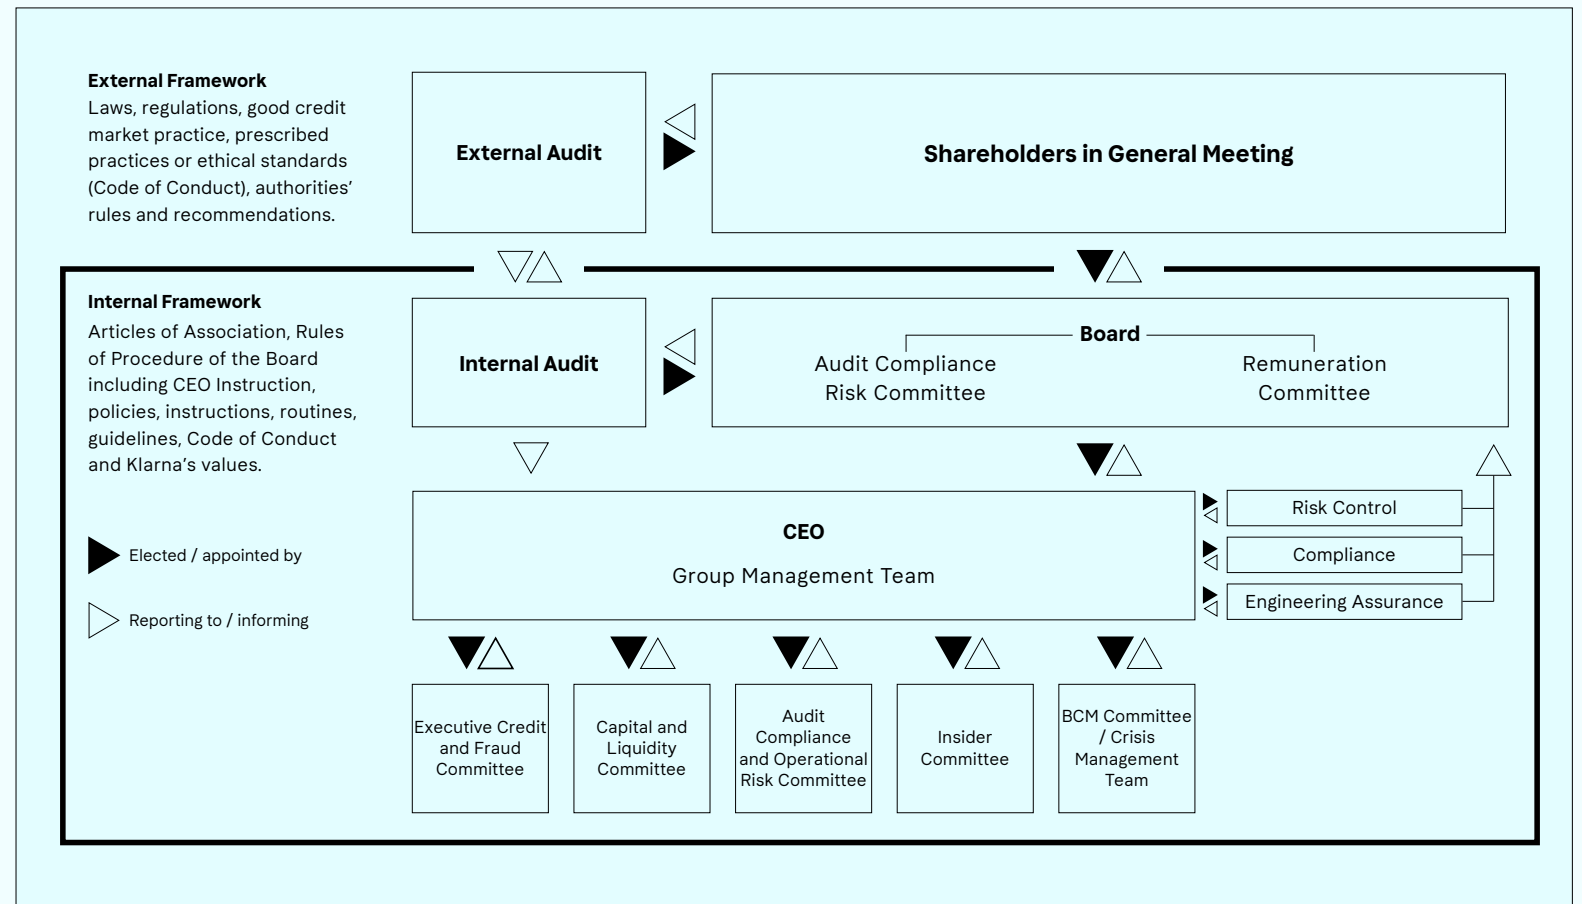 External Framework
Laws, regulations, good credit
market practice, prescribed
practices or ethical standards
(Code of Conduct), authorities’
rules and recommendations.
External Audit
Shareholders in General Meeting
Internal Framework
Articles of Association, Rules
of Procedure of the Board
including CEO Instruction,
policies, instructions, routines,
guidelines, Code of Conduct
and Klarna’s values.
Internal Audit
Board
Audit Compliance
Risk Committee
Remuneration
Committee
Elected / appointed by
Reporting to / informing
CEO
Group Management Team
Risk Control
Compliance
Engineering Assurance
Executive Credit
and Fraud
Committee
Capital and
Liquidity
Committee
Audit
Compliance
and Operational
Risk Committee
Insider
Committee
BCM Committee
/ Crisis
Management
Team